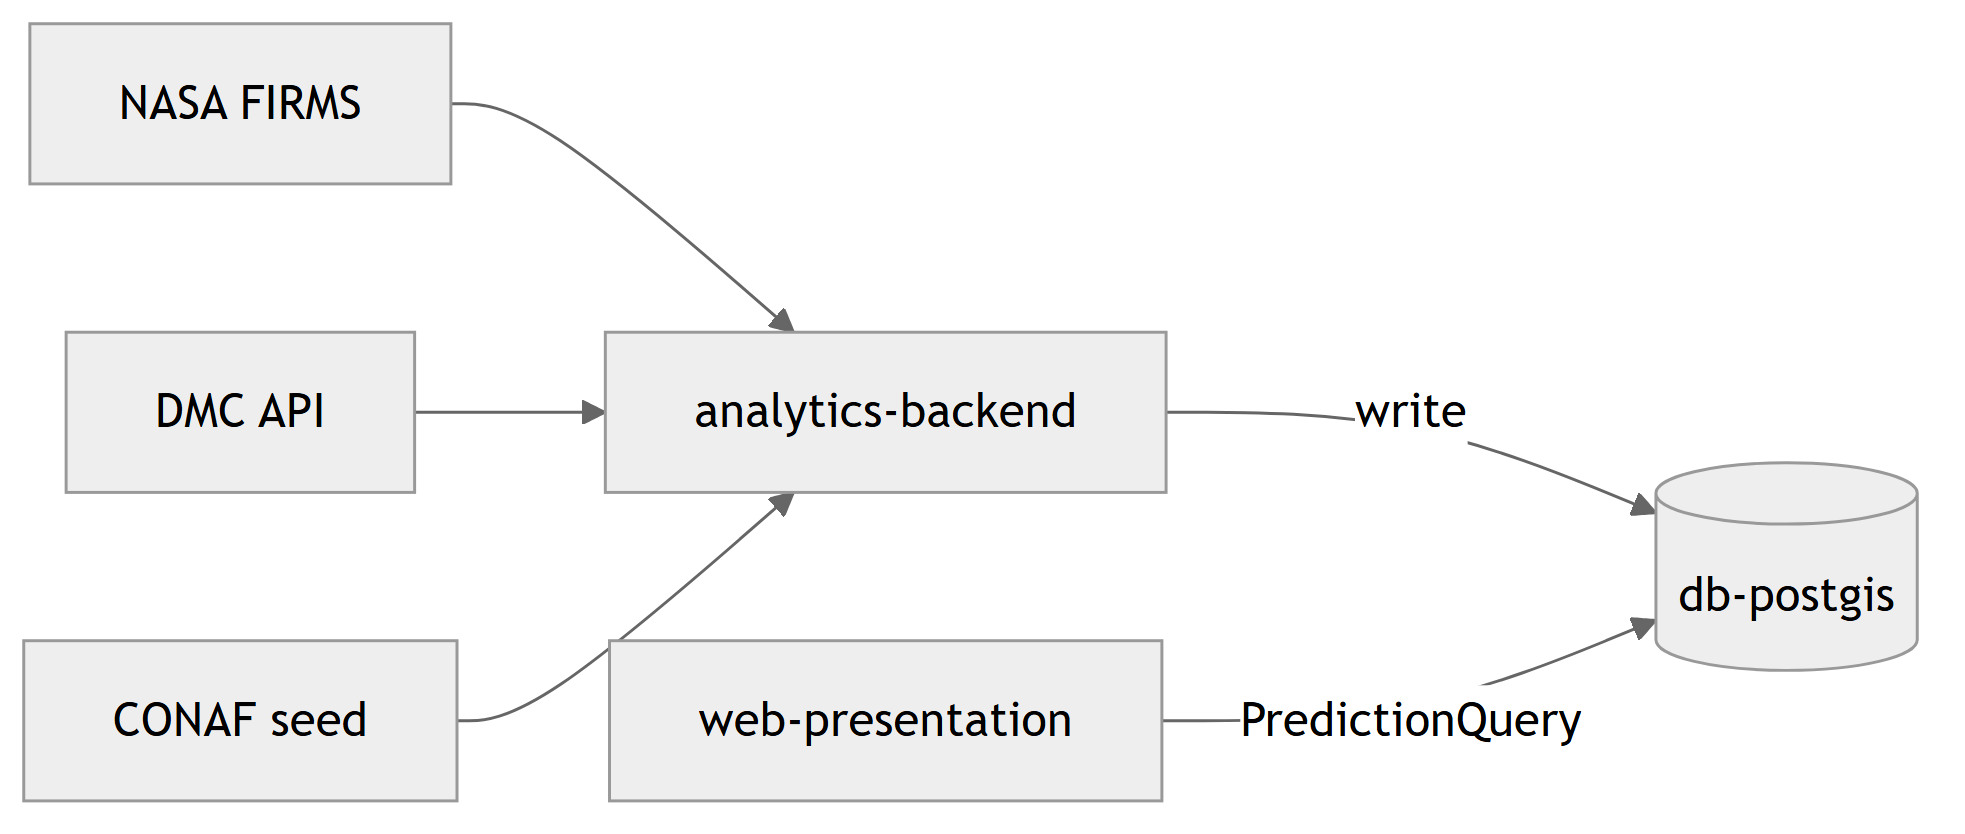 NASA FIRMS
DMC API
analytics-backend
write
db-postgis
CONAF seed
web-presentation
PredictionQuery